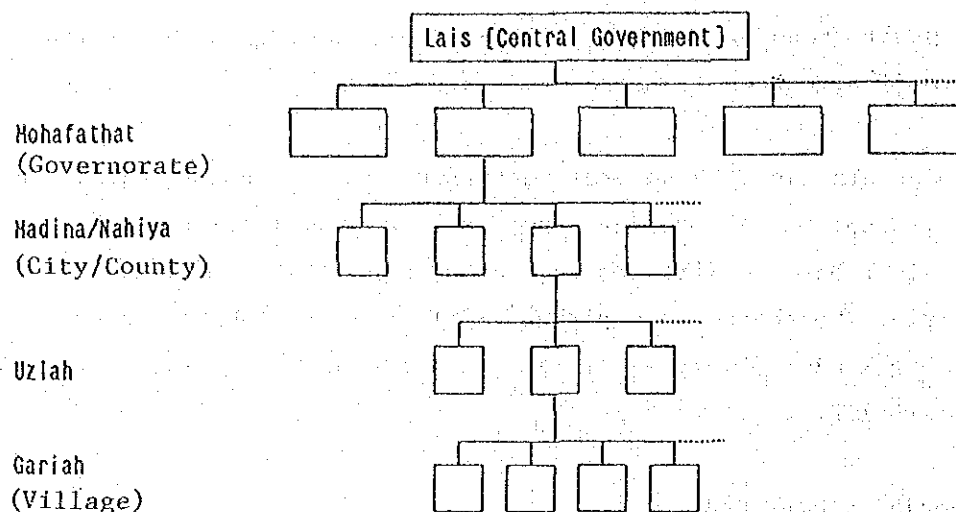 Lais [Central Government]
Mohafathat
(Governorate)
Madina/Nahiya
(City/County)
Uzlah
Gariah
(Village)